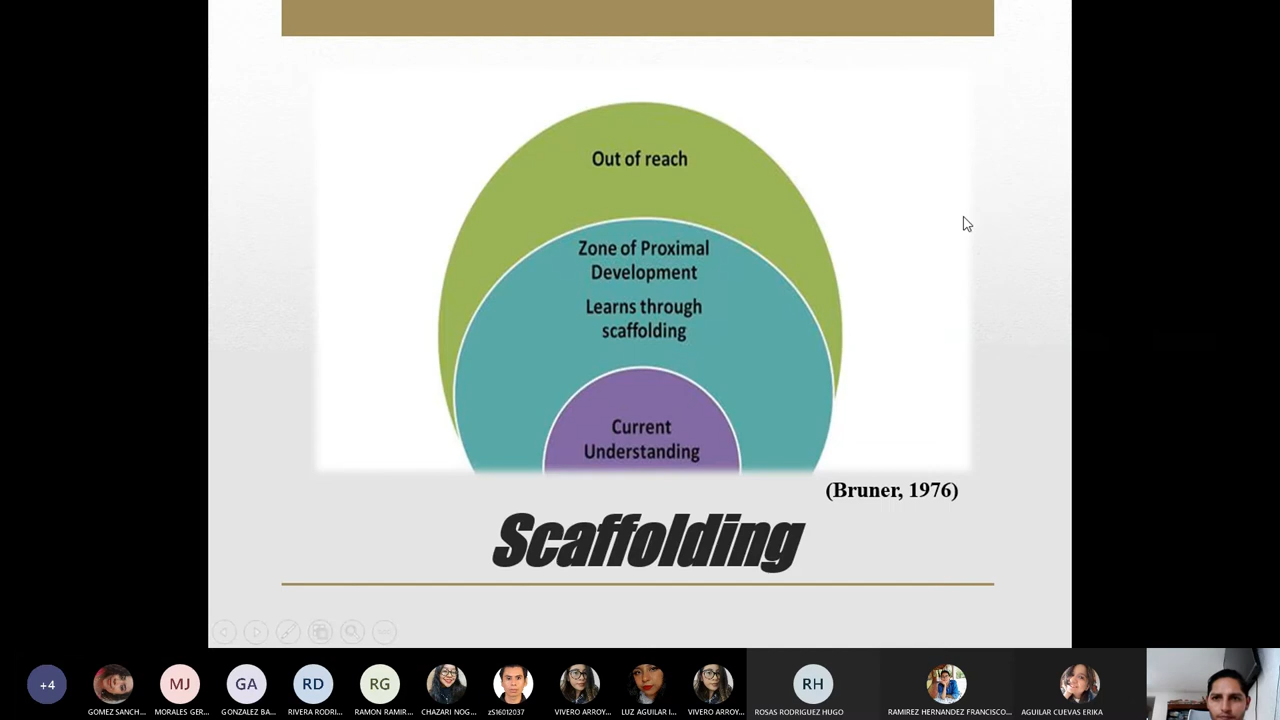 Out of reach
Zone of Proximal
Development
Learns through
scaffolding
Current
Understanding
(Bruner, 1976)
Scaffolding
+4
MJ
GA
RD
RG
RH
GOMEZ SANCH...
MORALES GER...
GONZALEZ BA...
RIVERA RODRI...
RAMON RAMIR...
CHAZARI NOG...
zS16012037
VIVERO ARROY...
LUZ AGUILAR I...
VIVERO ARROY...
ROSAS RODRIGUEZ HUGO
RAMIREZ HERNANDEZ FRANCISCO...
AGUILAR CUEVAS ERIKA